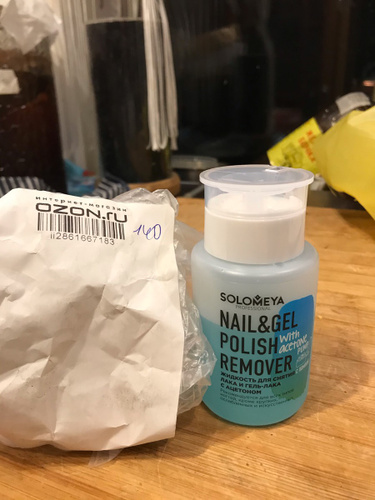 интернет-магазин
OZON.ru
ii2861667183
140
SOLOMEYA
PROFESSIONAL
NAIL&GEL
POLISH
REMOVER
With
acetone
ЖИДКОСТЬ ДЛЯ СНЯТИЯ
ЛАКА И ГЕЛЬ-ЛАКА
С АЦЕТОНОМ